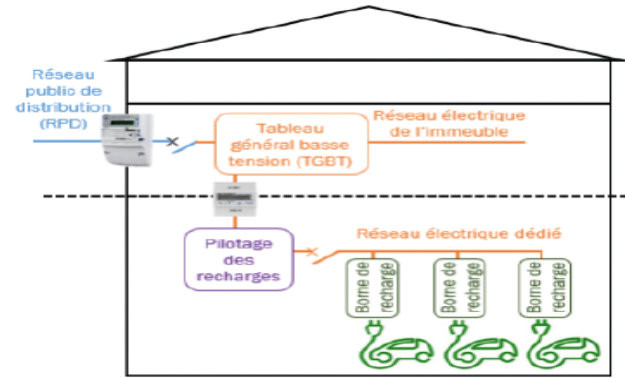 Réseau
public de
distribution
(RPD)
Tableau
général basse
tension (TGBT)
Réseau électrique
de l'immeuble
Pilotage
des
recharges
Réseau électrique dédié
Borne de
recharge
Borne de
recharge
Borne de
recharge